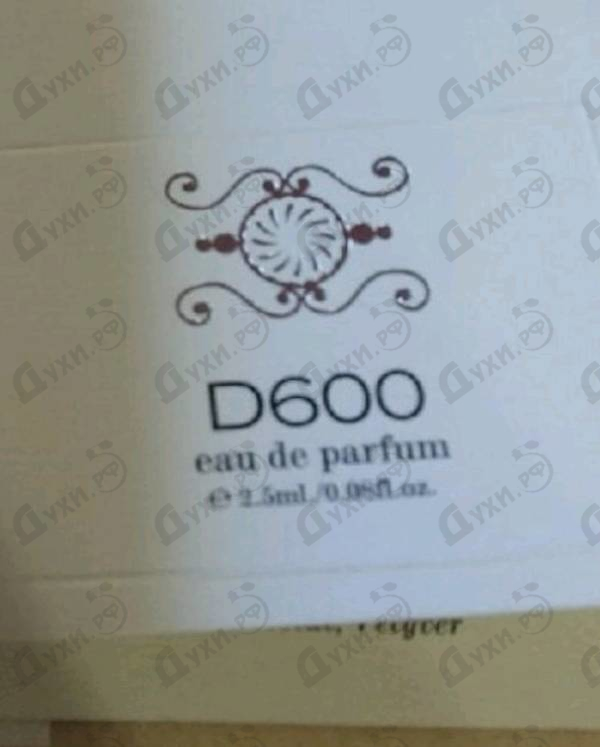 D600
eau de parfum
℮ 2.5ml./0.08fl.oz.
духи.рф